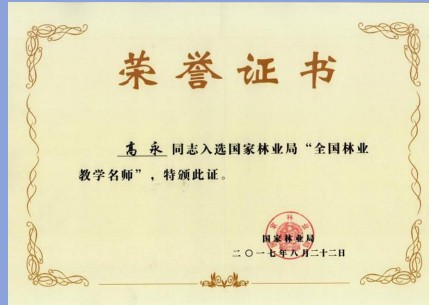 荣誉证书
高永同志入选国家林业局“全国林业
教学名师”，特颁此证。
国家林业局
二〇一七年八月二十二日